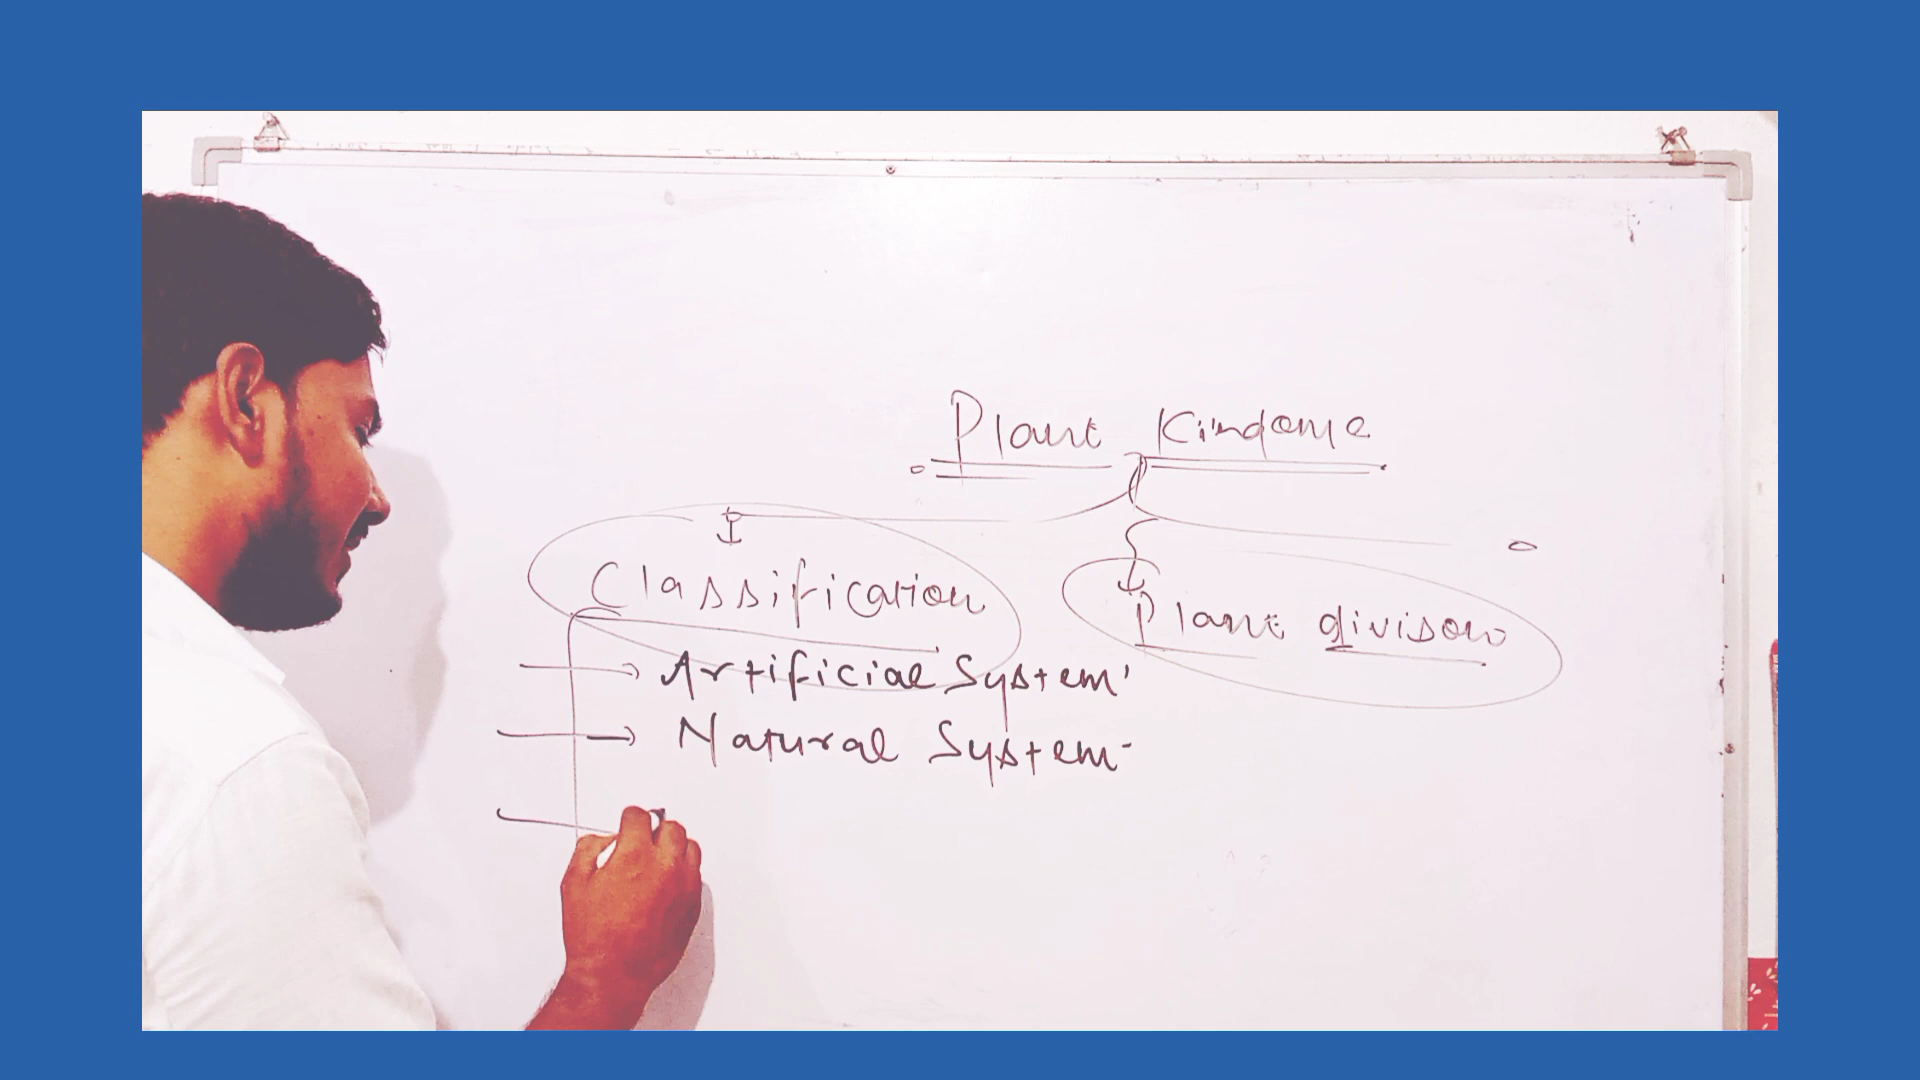 Plant Kindome
Classification
Plant divison
Artificial System
Natural System